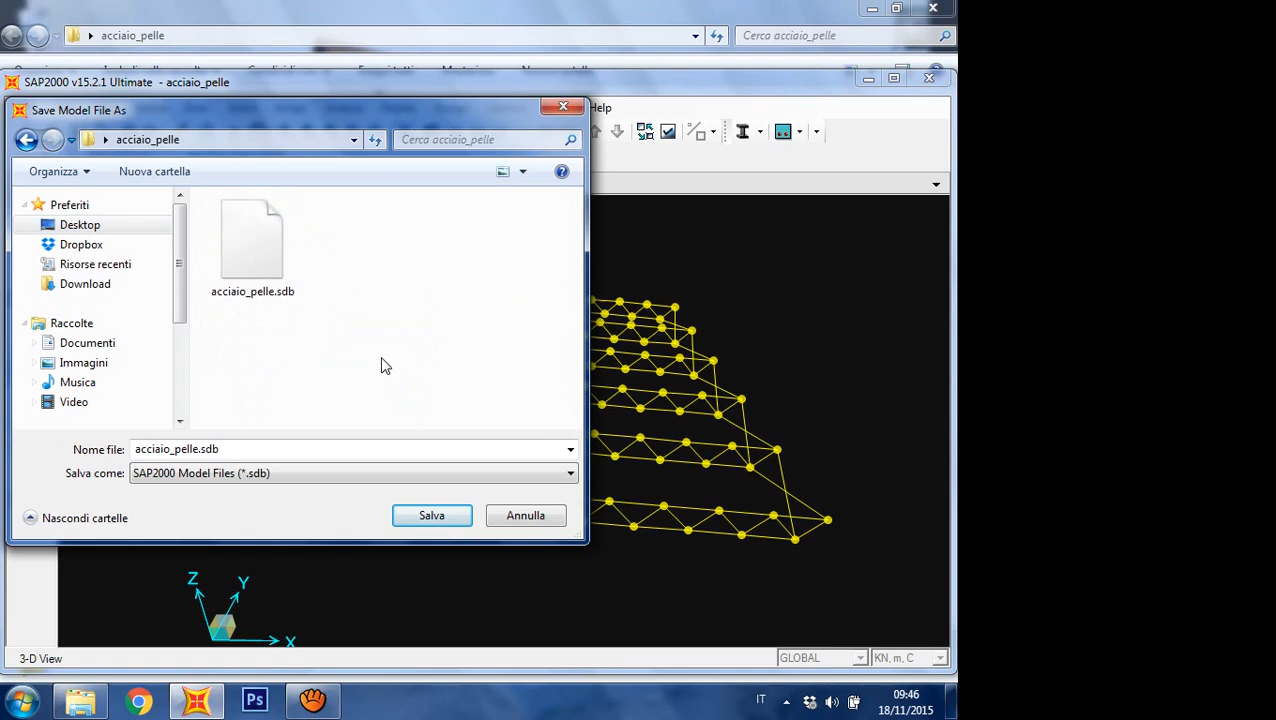 acciaio_pelle
Cerca acciaio_pelle
SAP2000 v15.2.1 Ultimate - acciaio_pelle
Save Model File As
Help
acciaio_pelle
Cerca acciaio_pelle
Organizza
Nuova cartella
Preferiti
Desktop
Dropbox
Risorse recenti
Download
Raccolte
Documenti
Immagini
Musica
Video
acciaio_pelle.sdb
Nome file:
acciaio_pelle.sdb
Salva come:
SAP2000 Model Files (*.sdb)
Nascondi cartelle
Salva
Annulla
Z
Y
X
3-D View
GLOBAL
KN, m, C
Ps
IT
09:46
18/11/2015